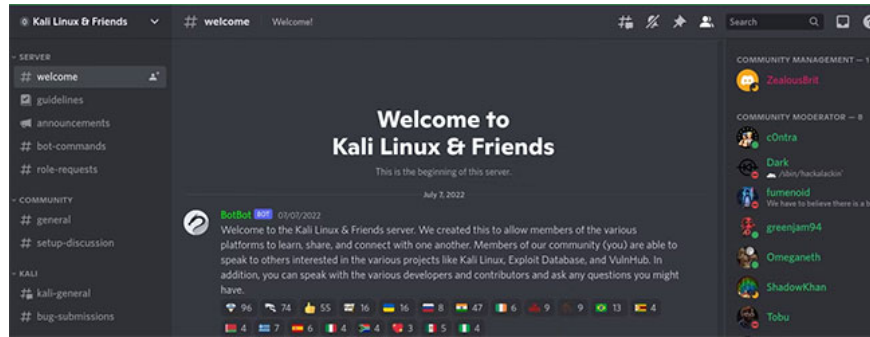 Kali Linux & Friends
# welcome
Welcome!
Search
SERVER
# welcome
guidelines
announcements
# bot-commands
# role-requests
COMMUNITY
# general
# setup-discussion
KALI
kali-general
# bug-submissions
Welcome to
Kali Linux & Friends
This is the beginning of this server.
July 7, 2022
BotBot BOT 07/07/2022
Welcome to the Kali Linux & Friends server. We created this to allow members of the various
platforms to learn, share, and connect with one another. Members of our community (you) are able to
speak to others interested in the various projects like Kali Linux, Exploit Database, and VulnHub. In
addition, you can speak with the various developers and contributors and ask any questions you might
have.
96 74 55 16 16 8 47 6 9 9 13 4
4 7 6 4 4 3 5 4
COMMUNITY MANAGEMENT — 1
ZealousBrit
COMMUNITY MODERATOR — 8
c0ntra
Dark
/sbin/hackalackin'
fumenoid
We have to believe there is a
greenjam94
Omeganeth
ShadowKhan
Tobu